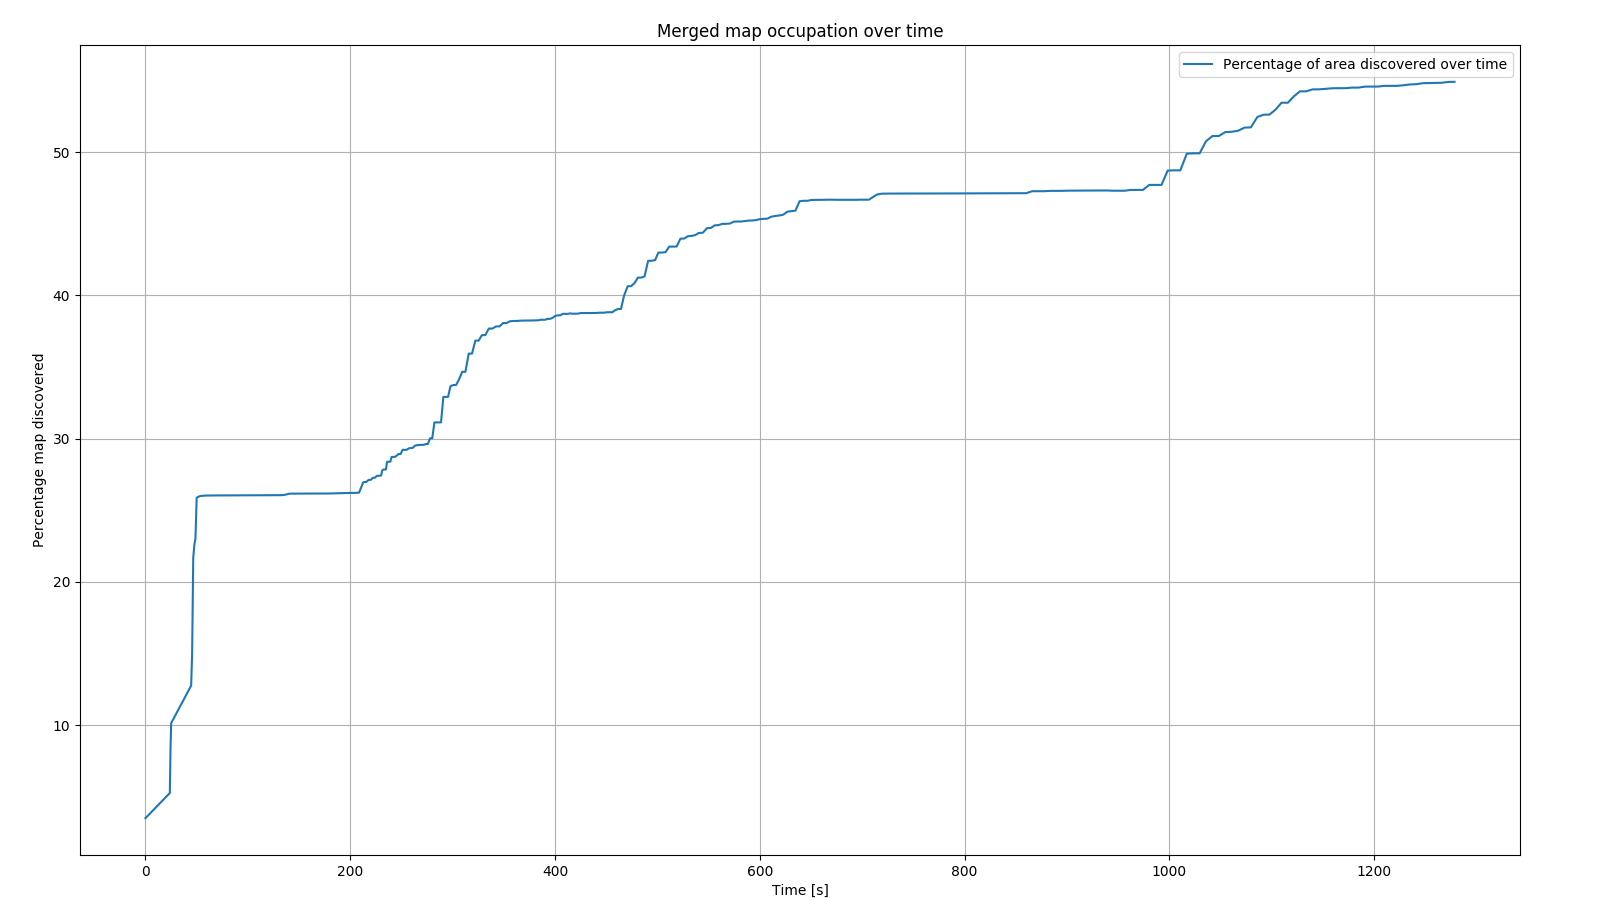 Merged map occupation over time
Percentage of area discovered over time
Percentage map discovered
50
40
30
20
10
0 200 400 600 800 1000 1200
Time [s]